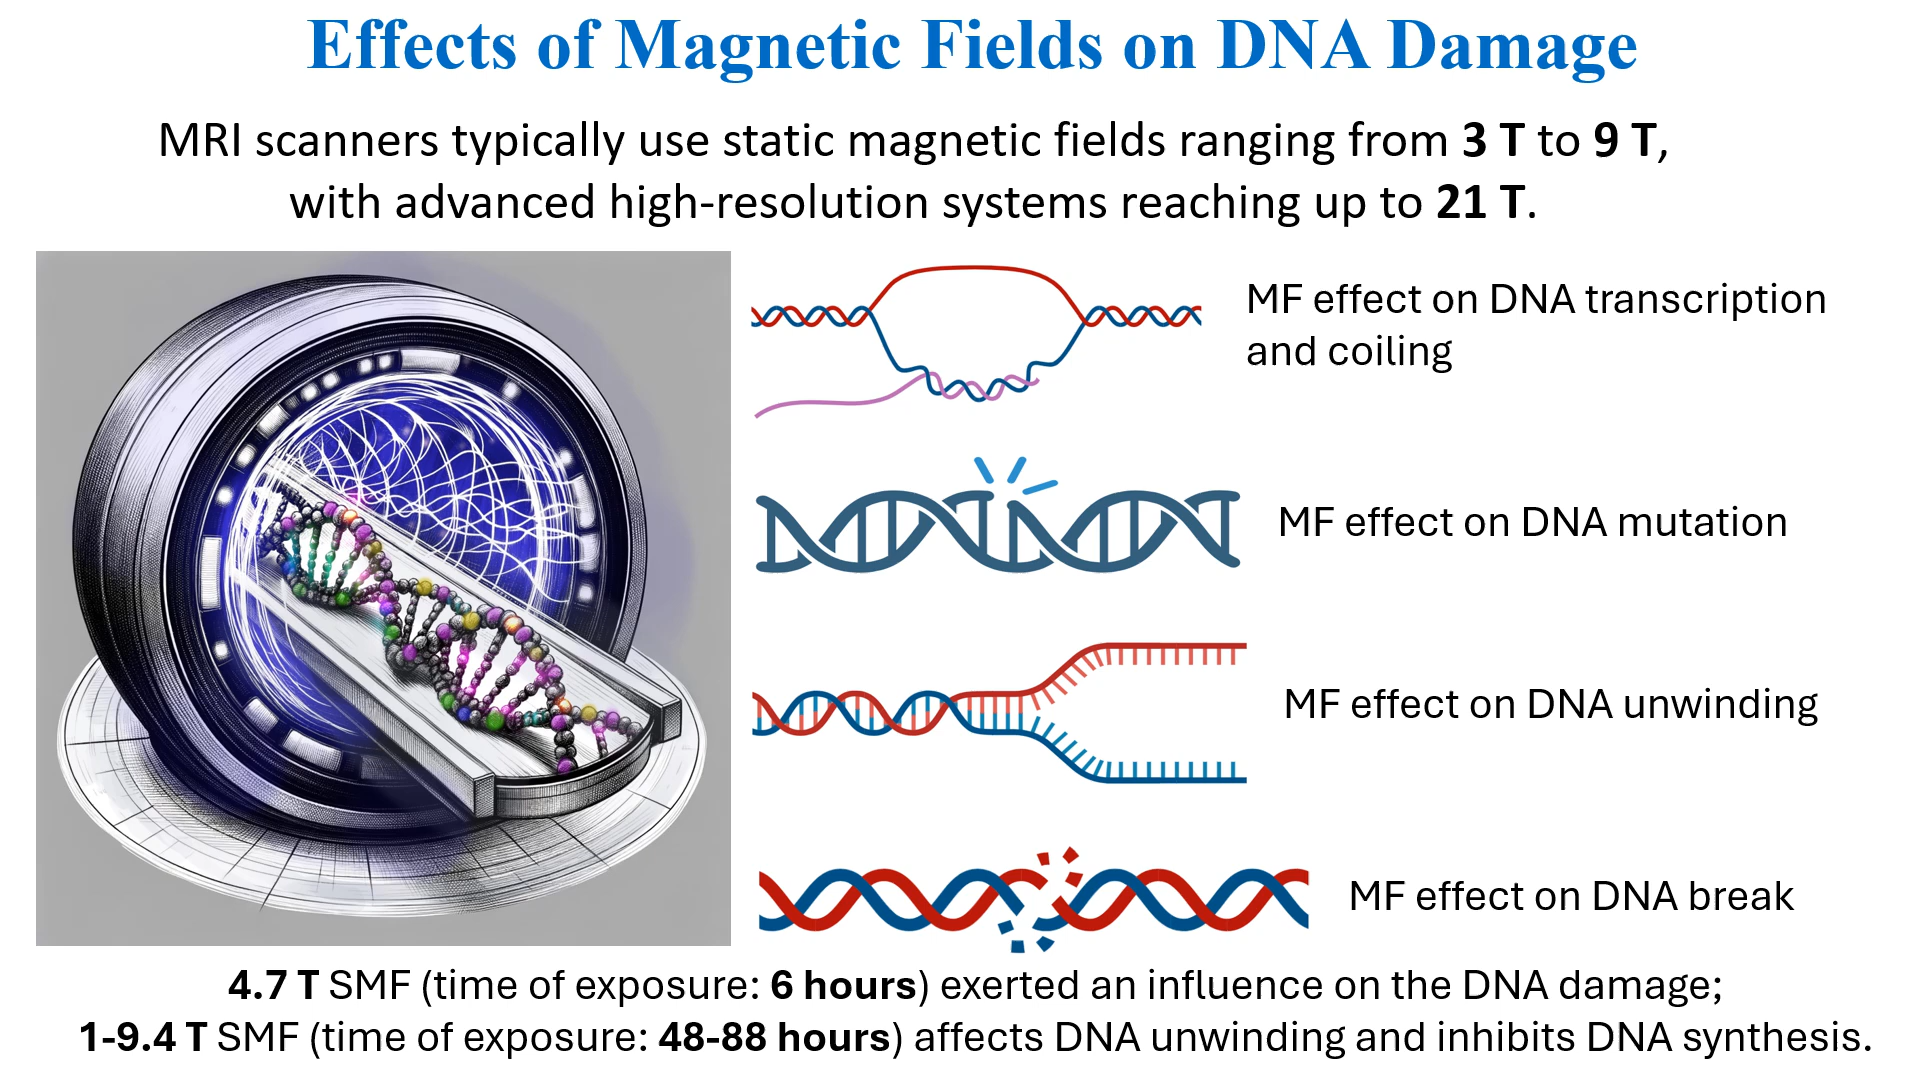 Effects of Magnetic Fields on DNA Damage
MRI scanners typically use static magnetic fields ranging from 3 T to 9 T,
with advanced high-resolution systems reaching up to 21 T.
MF effect on DNA transcription
and coiling
MF effect on DNA mutation
MF effect on DNA unwinding
MF effect on DNA break
4.7 T SMF (time of exposure: 6 hours) exerted an influence on the DNA damage;
1-9.4 T SMF (time of exposure: 48-88 hours) affects DNA unwinding and inhibits DNA synthesis.